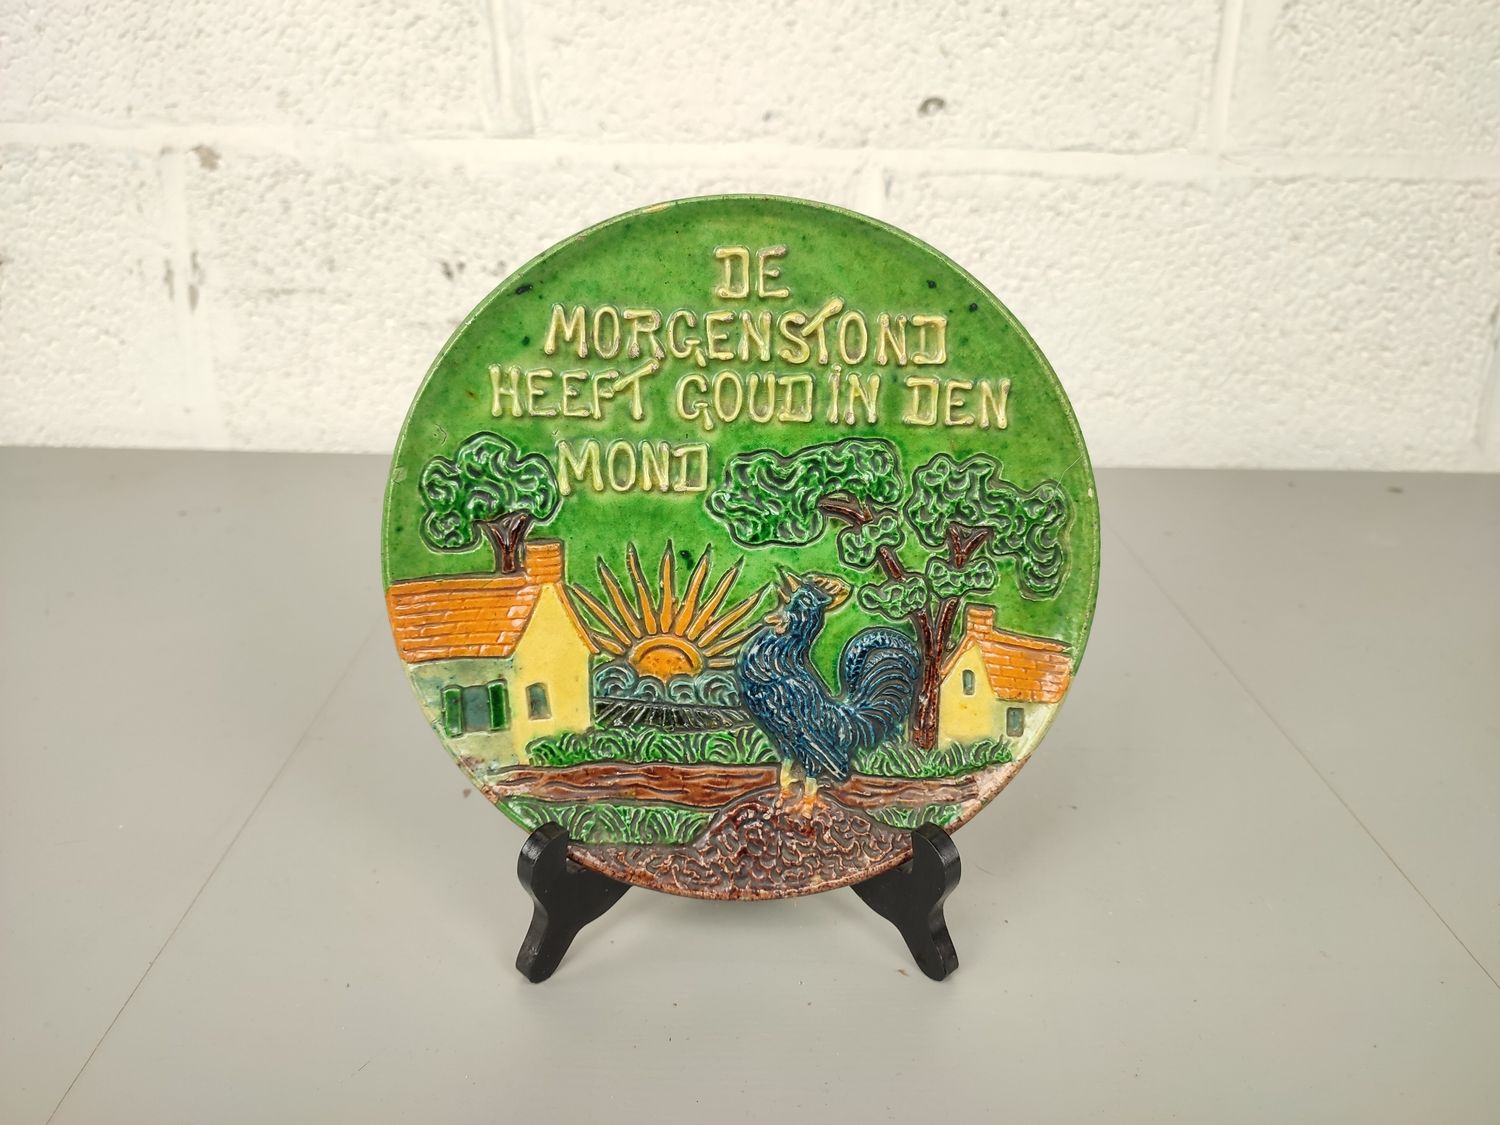 DE
MORGENSTOND
HEEFT GOUD IN DEN
MOND